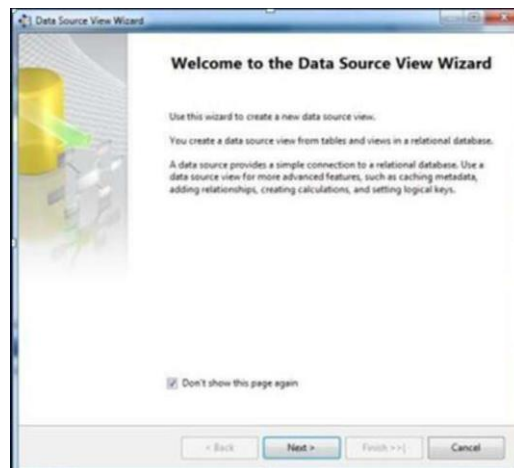 Data Source View Wizard
Welcome to the Data Source View Wizard
Use this wizard to create a new data source view.
You create a data source view from tables and views in a relational database.
A data source provides a simple connection to a relational database. Use a
data source view for more advanced features, such as caching metadata,
adding relationships, creating calculations, and setting logical keys.
Don't show this page again
< Back
Next >
Finish >>|
Cancel